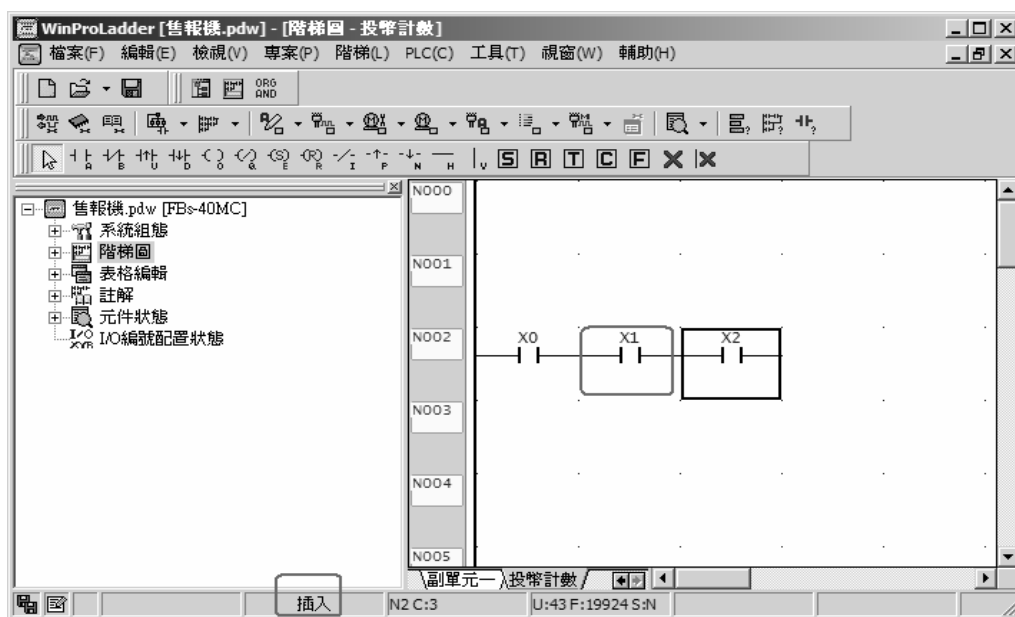 WinProLadder [售報機.pdw] - [階梯圖 - 投幣計數]
檔案(F) 編輯(E) 檢視(V) 專案(P) 階梯(L) PLC(C) 工具(T) 視窗(W) 輔助(H)
ORG
AND
A B U D O Q E R I P N H V S R T C F
售報機.pdw [FBs-40MC]
系統組態
階梯圖
表格編輯
註解
元件狀態
I/O編號配置狀態
N000
N001
N002 X0 X1 X2
N003
N004
N005
副單元一 投幣計數
插入 N2 C:3 U:43 F:19924 S:N